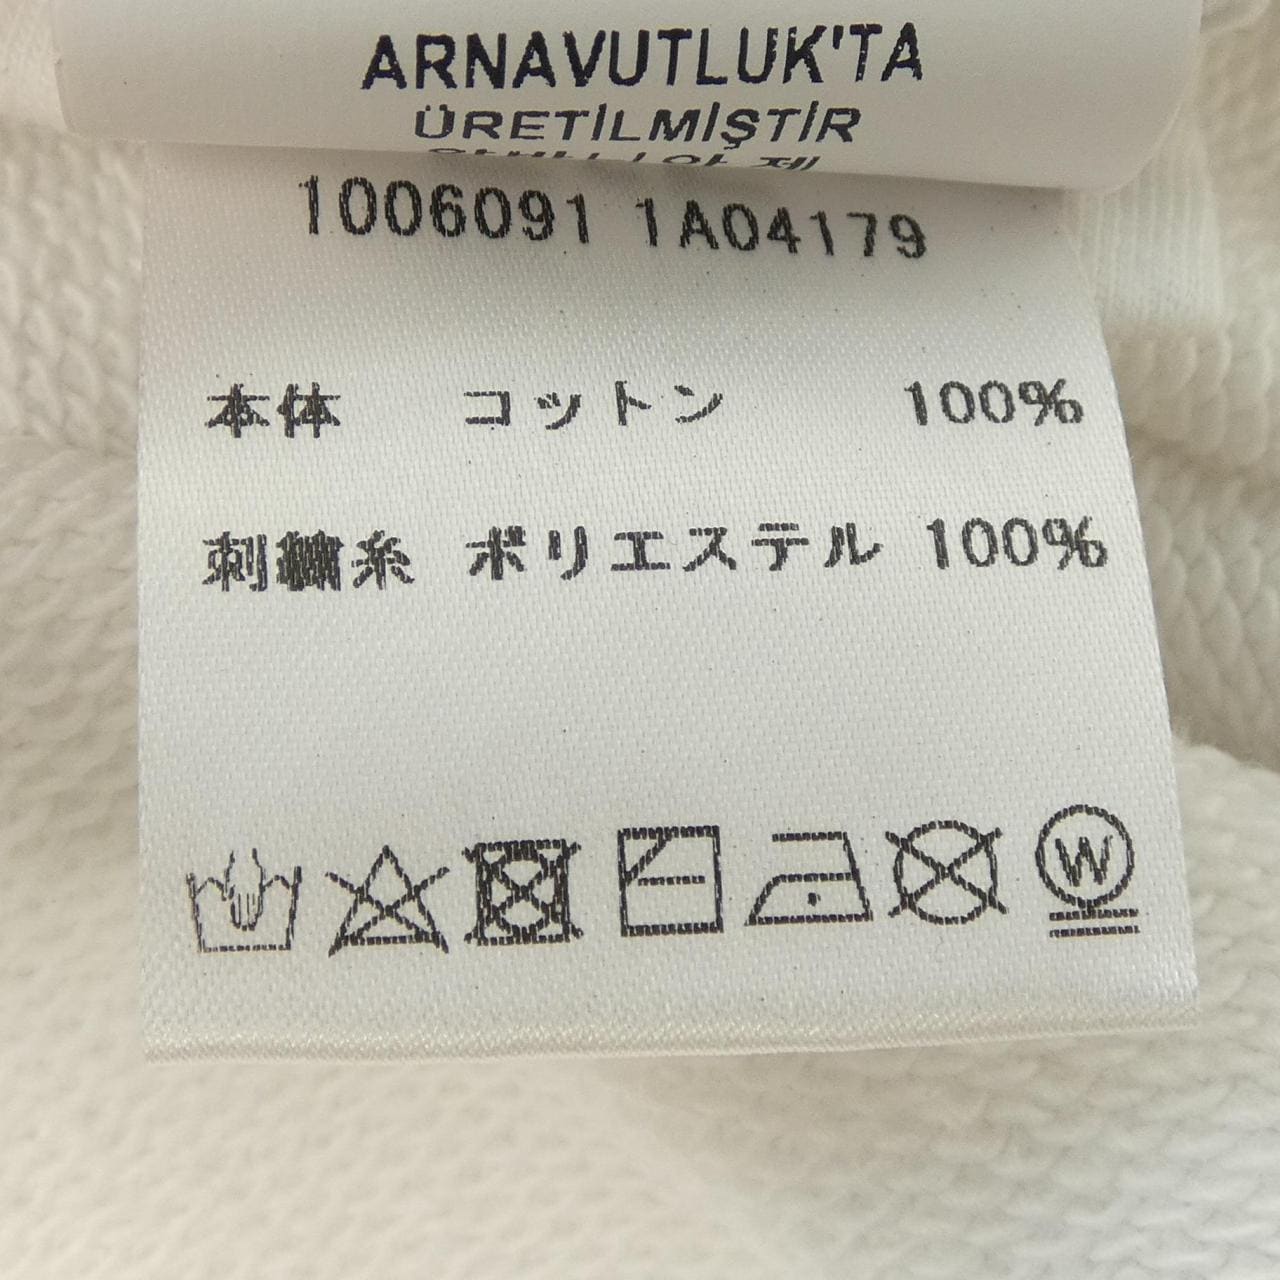 ARNAVUTLUK'TA
ÜRETİLMİŞTİR
1006091 1A04179
本体 コットン 100%
刺繍糸 ポリエステル 100%
W